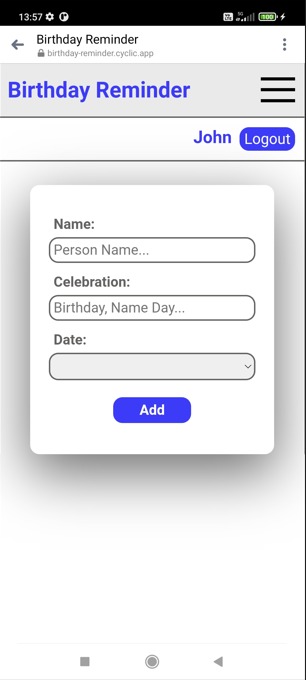 13:57
100
Birthday Reminder
birthday-reminder.cyclic.app
Birthday Reminder
John Logout
Name:
Person Name...
Celebration:
Birthday, Name Day...
Date:
Add